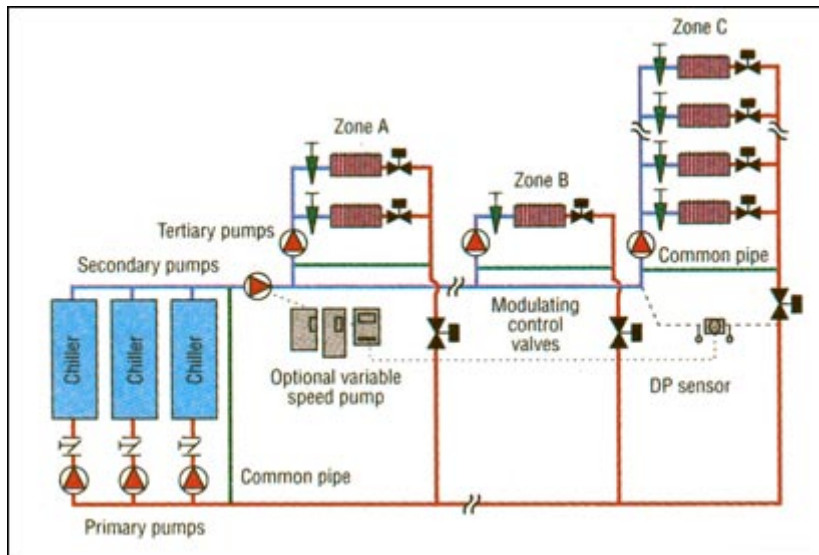 Zone C
Zone A
Zone B
Tertiary pumps
Common pipe
Secondary pumps
Modulating
control
valves
Chiller
Chiller
Chiller
Optional variable
speed pump
DP sensor
Common pipe
Primary pumps